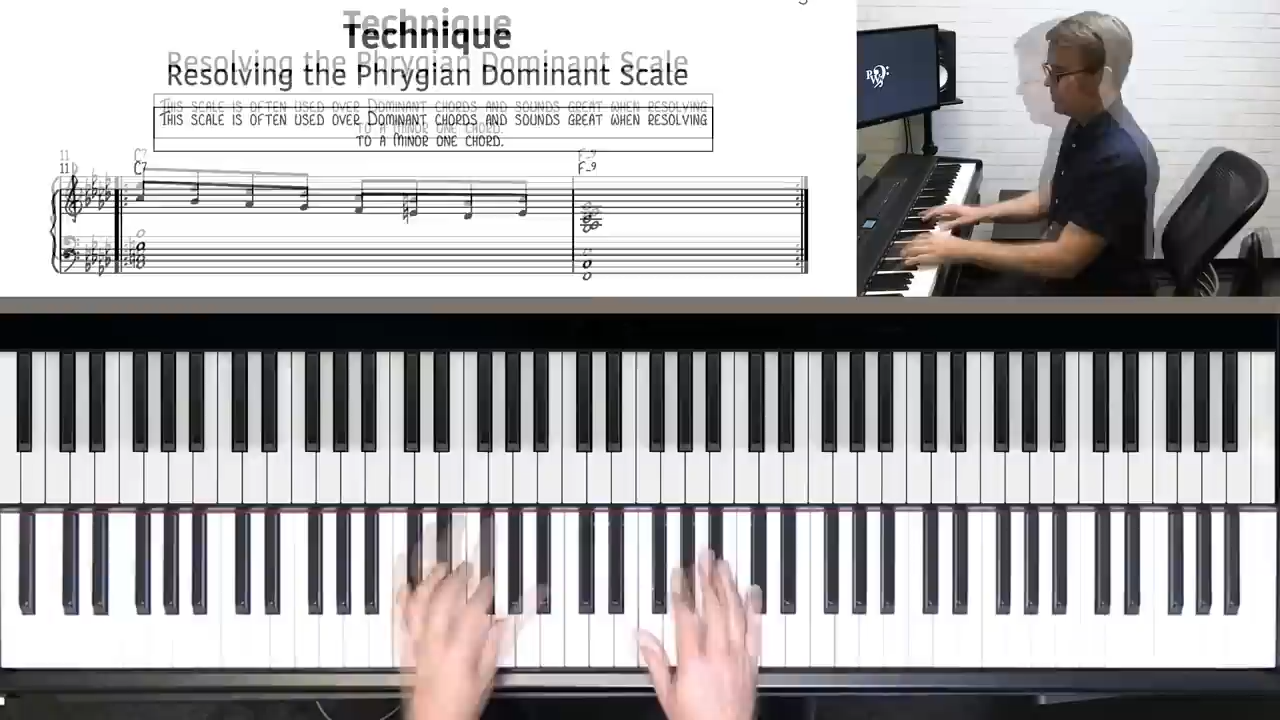 Technique
Resolving the Phrygian Dominant Scale
This scale is often used over Dominant chords and sounds great when resolving
to a Minor one chord.
11
C7
F-9